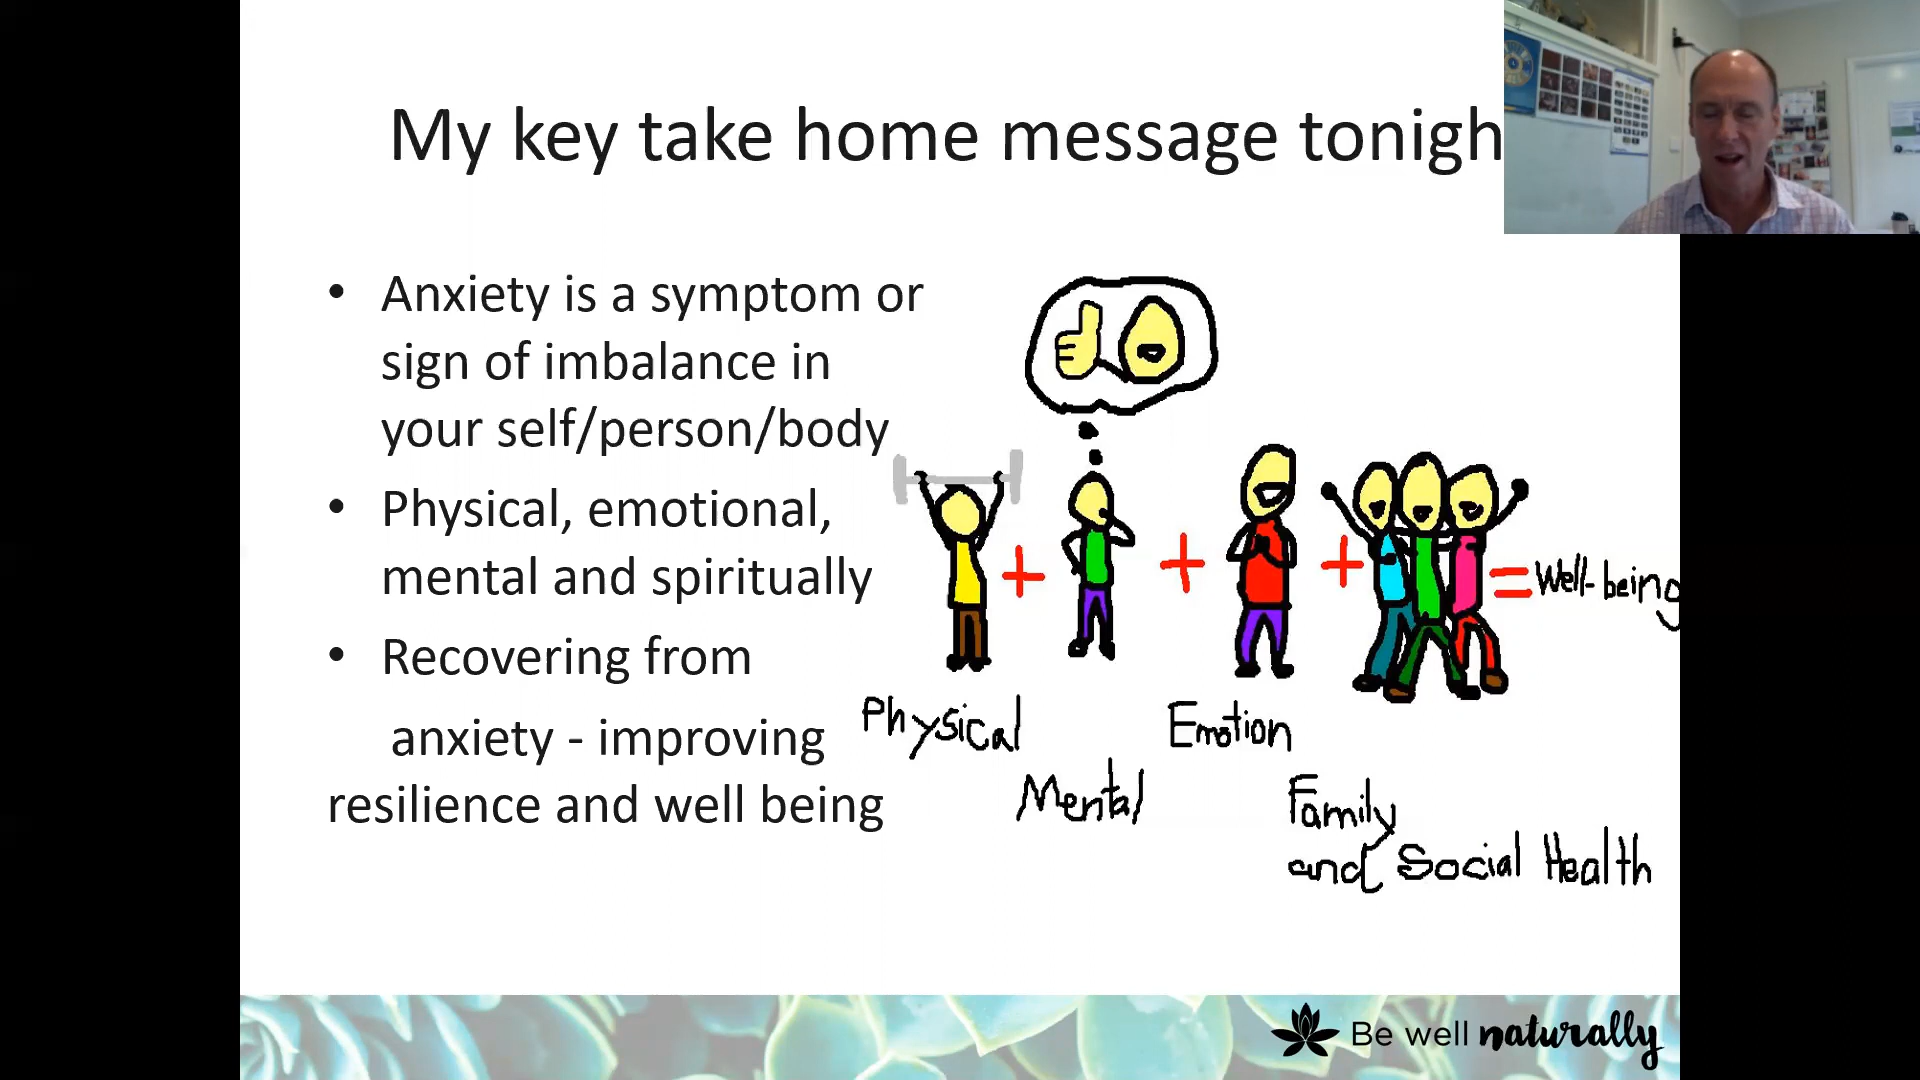 My key take home message tonigh
• Anxiety is a symptom or
sign of imbalance in
your self/person/body
• Physical, emotional,
mental and spiritually
• Recovering from
anxiety - improving
resilience and well being
+ + + = Well-being
Physical
Mental
Emotion
Family
and Social Health
Be well naturally